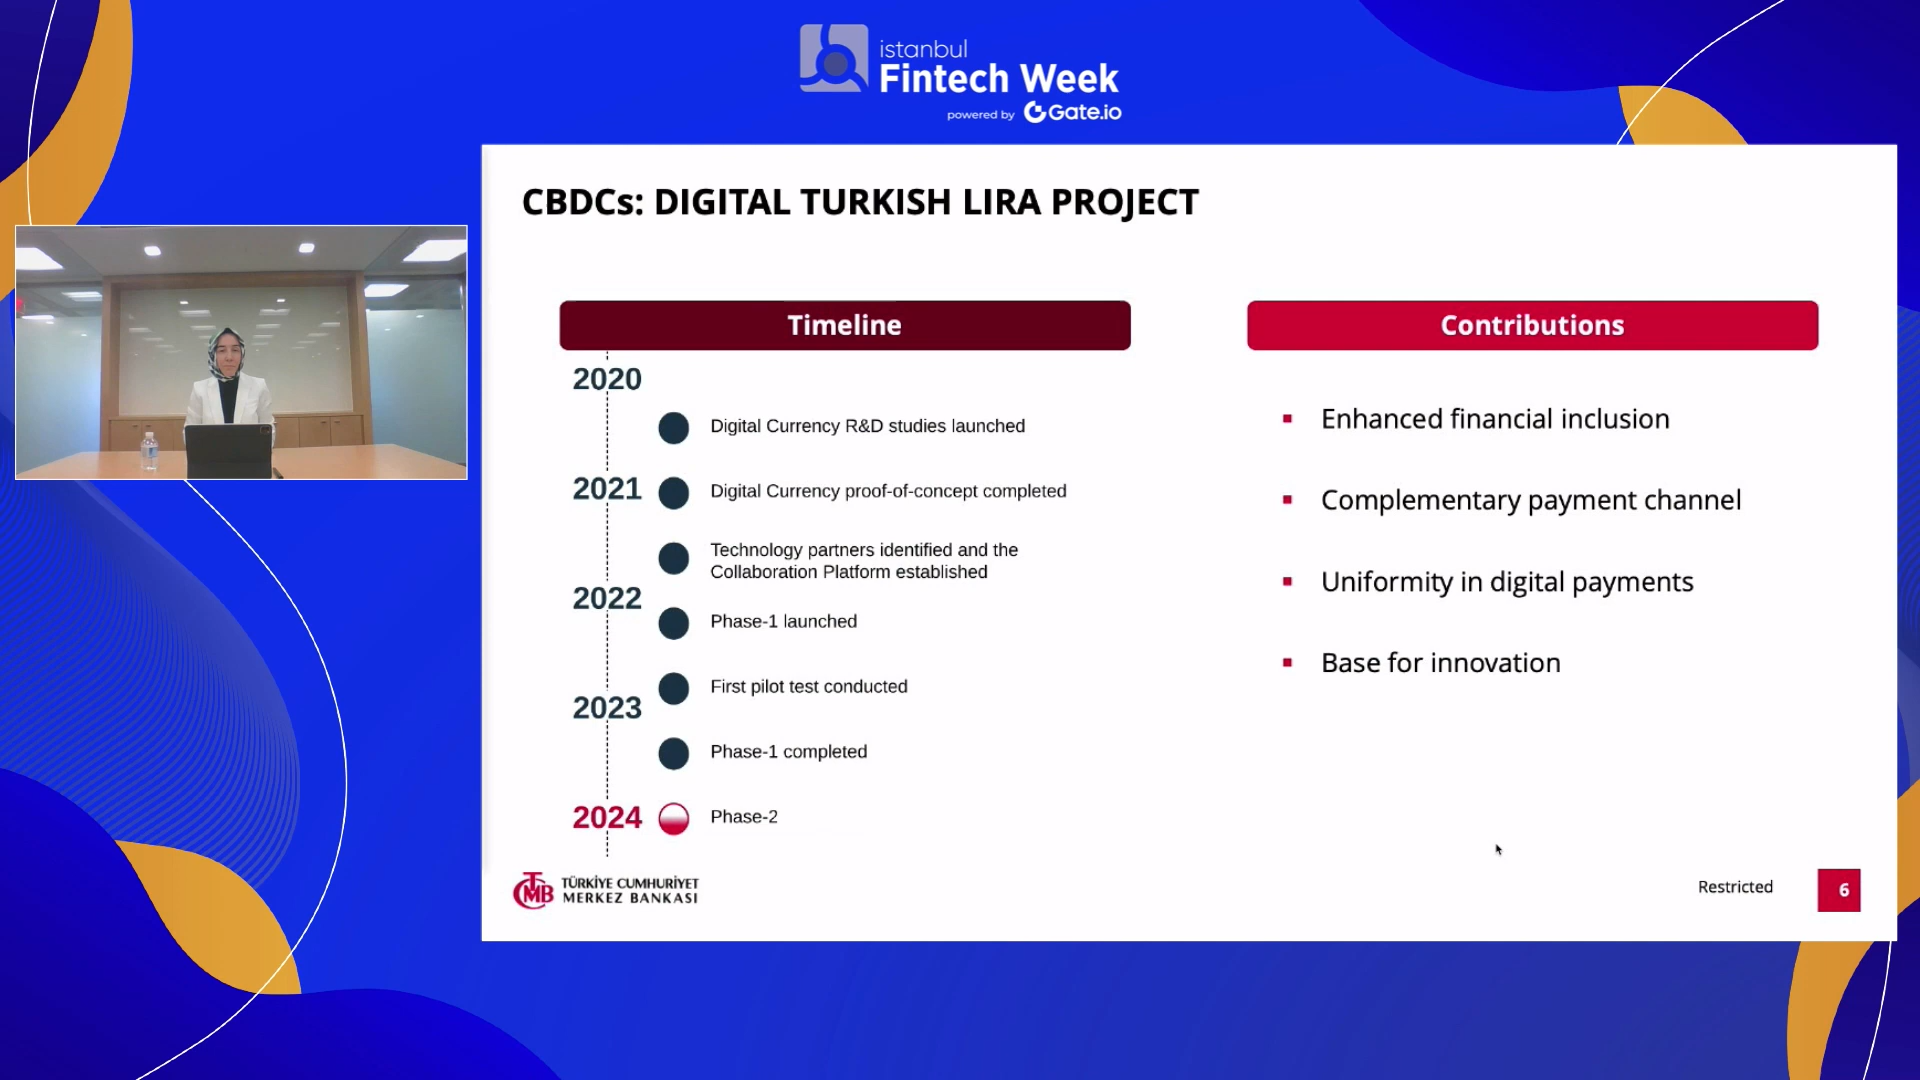 istanbul
Fintech Week
powered by Gate.io
CBDCs: DIGITAL TURKISH LIRA PROJECT
Timeline
2020
Digital Currency R&D studies launched
2021
Digital Currency proof-of-concept completed
Technology partners identified and the
Collaboration Platform established
2022
Phase-1 launched
First pilot test conducted
2023
Phase-1 completed
2024
Phase-2
Contributions
Enhanced financial inclusion
Complementary payment channel
Uniformity in digital payments
Base for innovation
TCMB
TÜRKİYE CUMHURİYET
MERKEZ BANKASI
Restricted
6